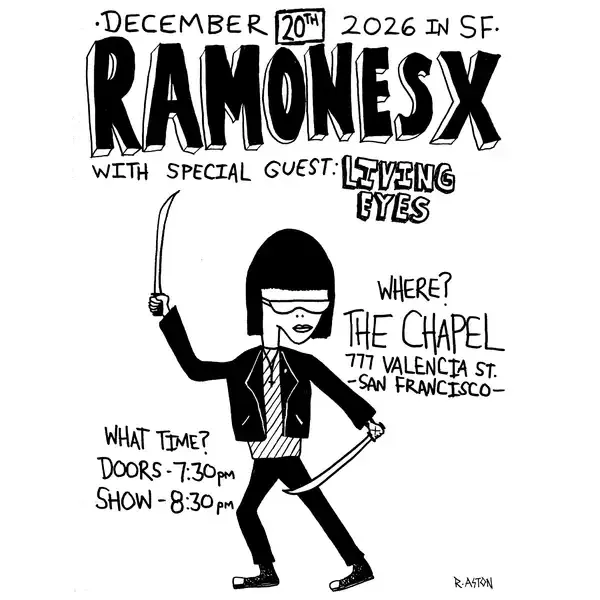 ·DECEMBER 20TH 2026 IN SF·
RAMONESX
WITH SPECIAL GUEST: LIVING
EYES
WHERE?
THE CHAPEL
777 VALENCIA ST.
-SAN FRANCISCO-
WHAT TIME?
DOORS-7:30pm
SHOW-8:30pm
R.ASTON